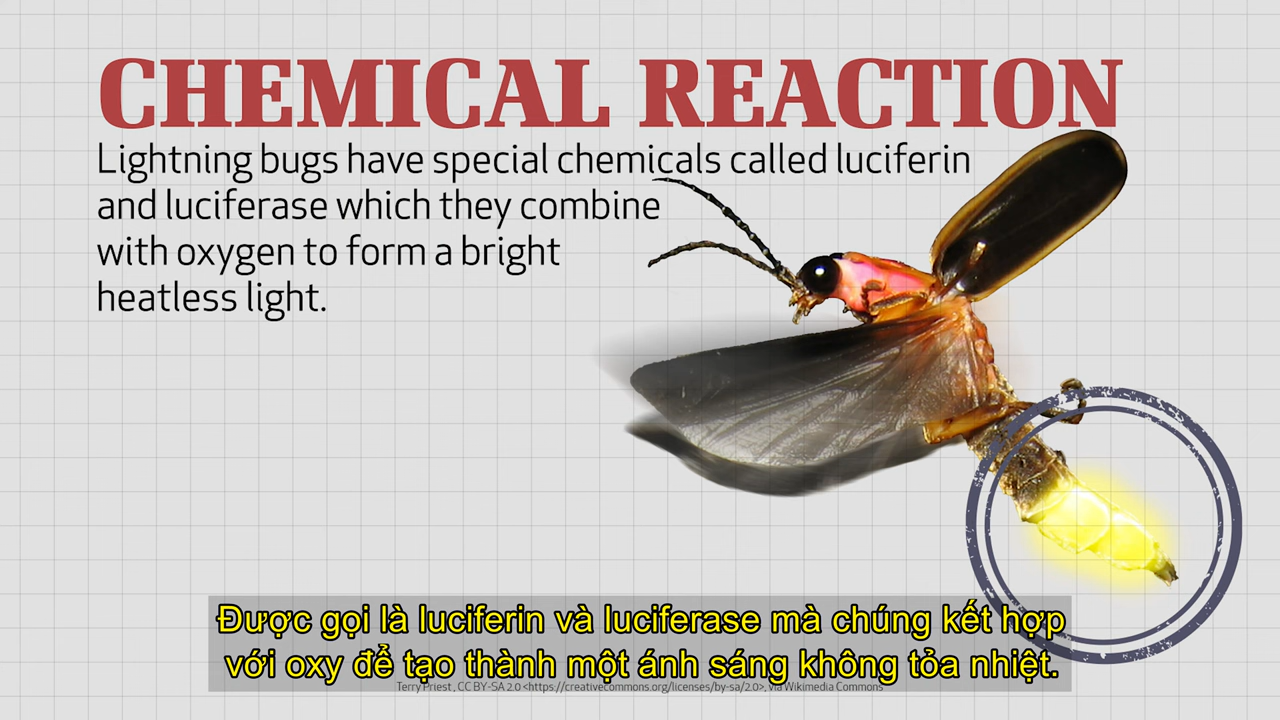 CHEMICAL REACTION
Lightning bugs have special chemicals called luciferin
and luciferase which they combine
with oxygen to form a bright
heatless light.
Được gọi là luciferin và luciferase mà chúng kết hợp
với oxy để tạo thành một ánh sáng không tỏa nhiệt.
Terry Priest , CC BY-SA 2.0 <https://creativecommons.org/licenses/by-sa/2.0>, via Wikimedia Commons